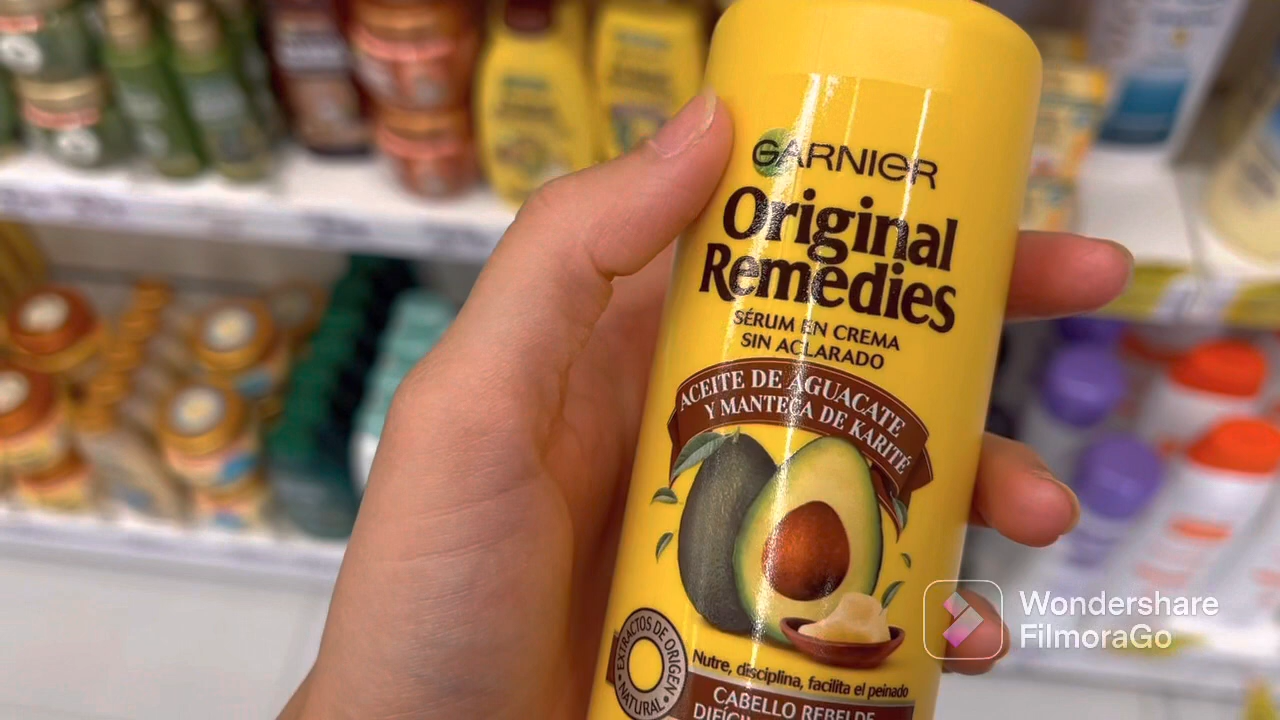 GARNIER
Original
Remedies
SÉRUM EN CREMA
SIN ACLARADO
ACEITE DE AGUACATE
Y MANTECA DE KARITÉ
EXTRACTOS DE ORIGEN
NATURAL
Nutre, disciplina, facilita el peinado
CABELLO REBELDE
Wondershare
FilmoraGo